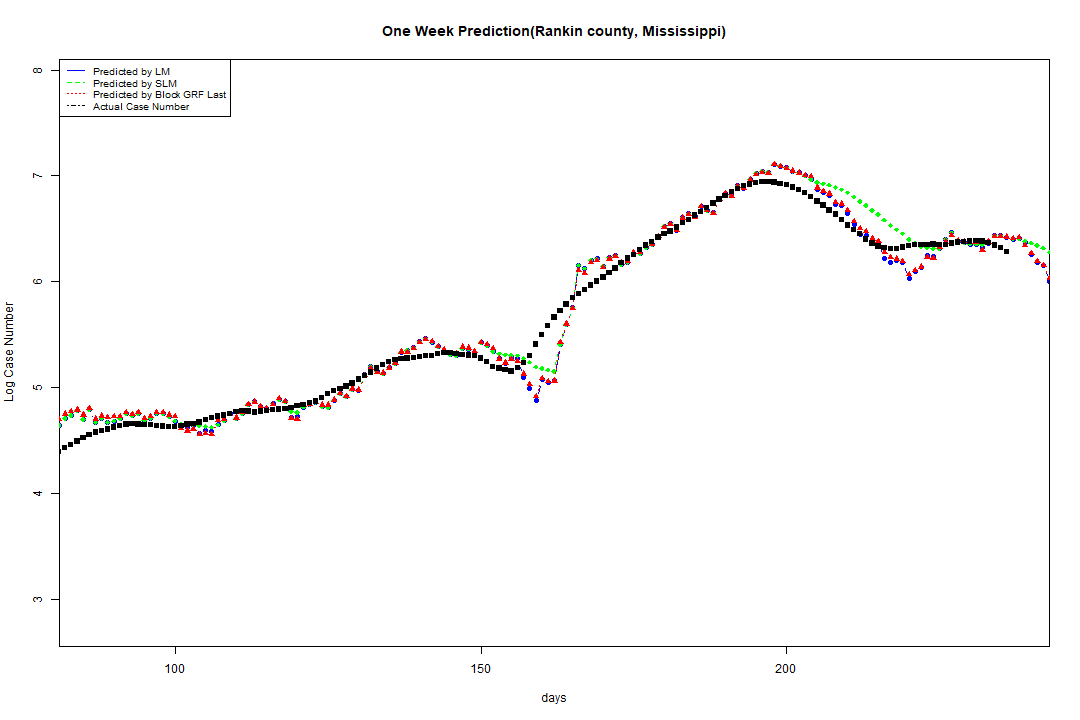 One Week Prediction(Rankin county, Mississippi)
Predicted by LM
Predicted by SLM
Predicted by Block GRF Last
Actual Case Number
8
7
6
5
4
3
Log Case Number
100 150 200
days